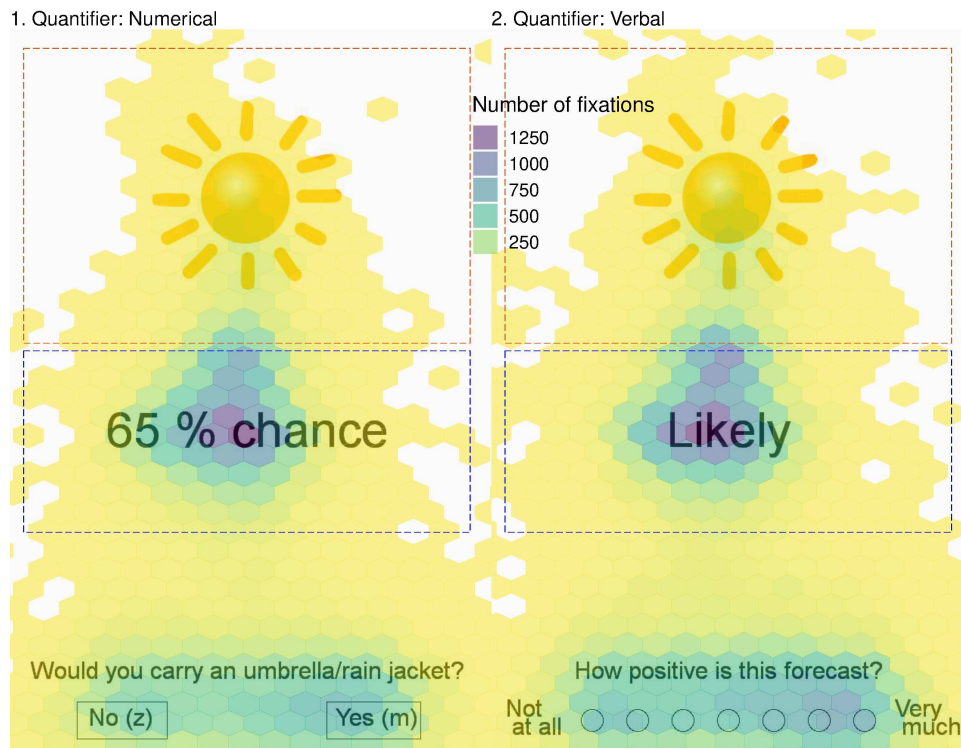 1. Quantifier: Numerical
2. Quantifier: Verbal
Number of fixations
1250
1000
750
500
250
65 % chance
Likely
Would you carry an umbrella/rain jacket?
No (z)
Yes (m)
How positive is this forecast?
Not
at all
Very
much